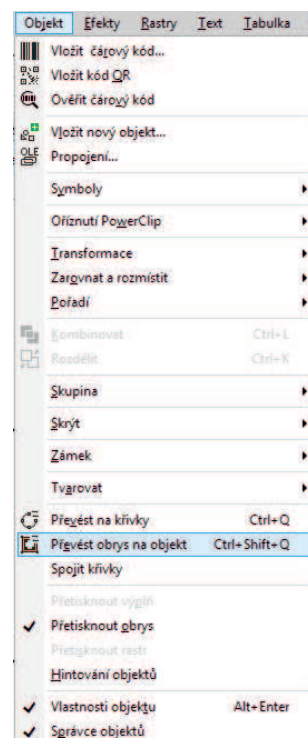 Objekt Efekty Rastry Text Tabulka
Vložit čárový kód...
Vložit kód QR
Ověřit čárový kód
Vložit nový objekt...
OLE Propojení...
Symboly
Oříznutí PowerClip
Transformace
Zarovnat a rozmístit
Pořadí
Kombinovat Ctrl+L
Rozdělit Ctrl+K
Skupina
Skrýt
Zámek
Tvarovat
Převést na křivky Ctrl+Q
Převést obrys na objekt Ctrl+Shift+Q
Spojit křivky
Přetisknout výplň
Přetisknout obrys
Přetisknout rastr
Hintování objektů
Vlastnosti objektu Alt+Enter
Správce objektů